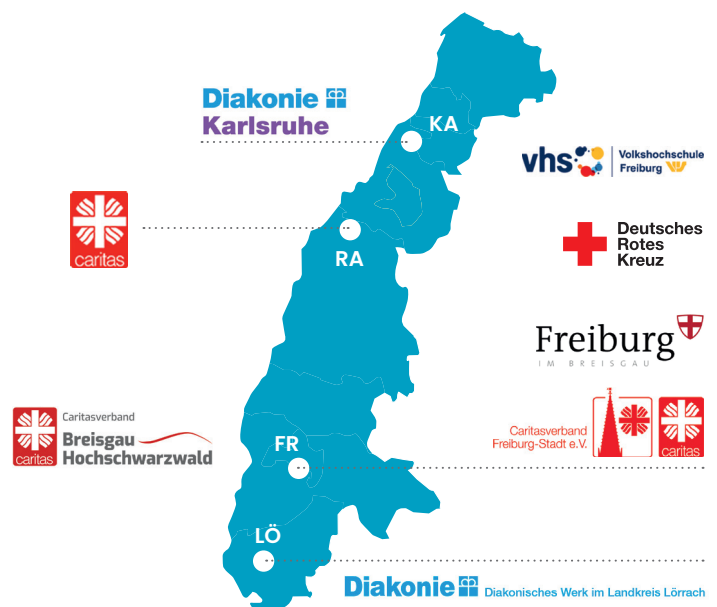 Diakonie
Karlsruhe
KA
vhs
Volkshochschule
Freiburg
caritas
RA
Deutsches
Rotes
Kreuz
Freiburg
IM BREISGAU
caritas
Caritasverband
Breisgau
Hochschwarzwald
FR
Caritasverband
Freiburg-Stadt e.V.
caritas
LÖ
Diakonie
Diakonisches Werk im Landkreis Lörrach